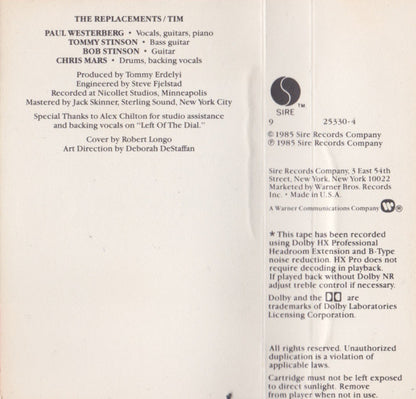 THE REPLACEMENTS / TIM
PAUL WESTERBERG • Vocals, guitars, piano
TOMMY STINSON • Bass guitar
BOB STINSON • Guitar
CHRIS MARS • Drums, backing vocals
Produced by Tommy Erdelyi
Engineered by Steve Fjelstad
Recorded at Nicollet Studios, Minneapolis
Mastered by Jack Skinner, Sterling Sound, New York City
Special Thanks to Alex Chilton for studio assistance
and backing vocals on "Left Of The Dial."
Cover by Robert Longo
Art Direction by Deborah DeStaffan
TM
SIRE
9 25330-4
© 1985 Sire Records Company
℗ 1985 Sire Records Company
Sire Records Company, 3 East 54th
Street, New York, New York 10022
Marketed by Warner Bros. Records
Inc. • Made in U.S.A.
A Warner Communications Company ®
* This tape has been recorded
using Dolby HX Professional
Headroom Extension and B-Type
noise reduction. HX Pro does not
require decoding in playback.
If played back without Dolby NR
adjust treble control if necessary.
Dolby and the are
trademarks of Dolby Laboratories
Licensing Corporation.
All rights reserved. Unauthorized
duplication is a violation of
applicable laws.
Cartridge must not be left exposed
to direct sunlight. Remove
from player when not in use.